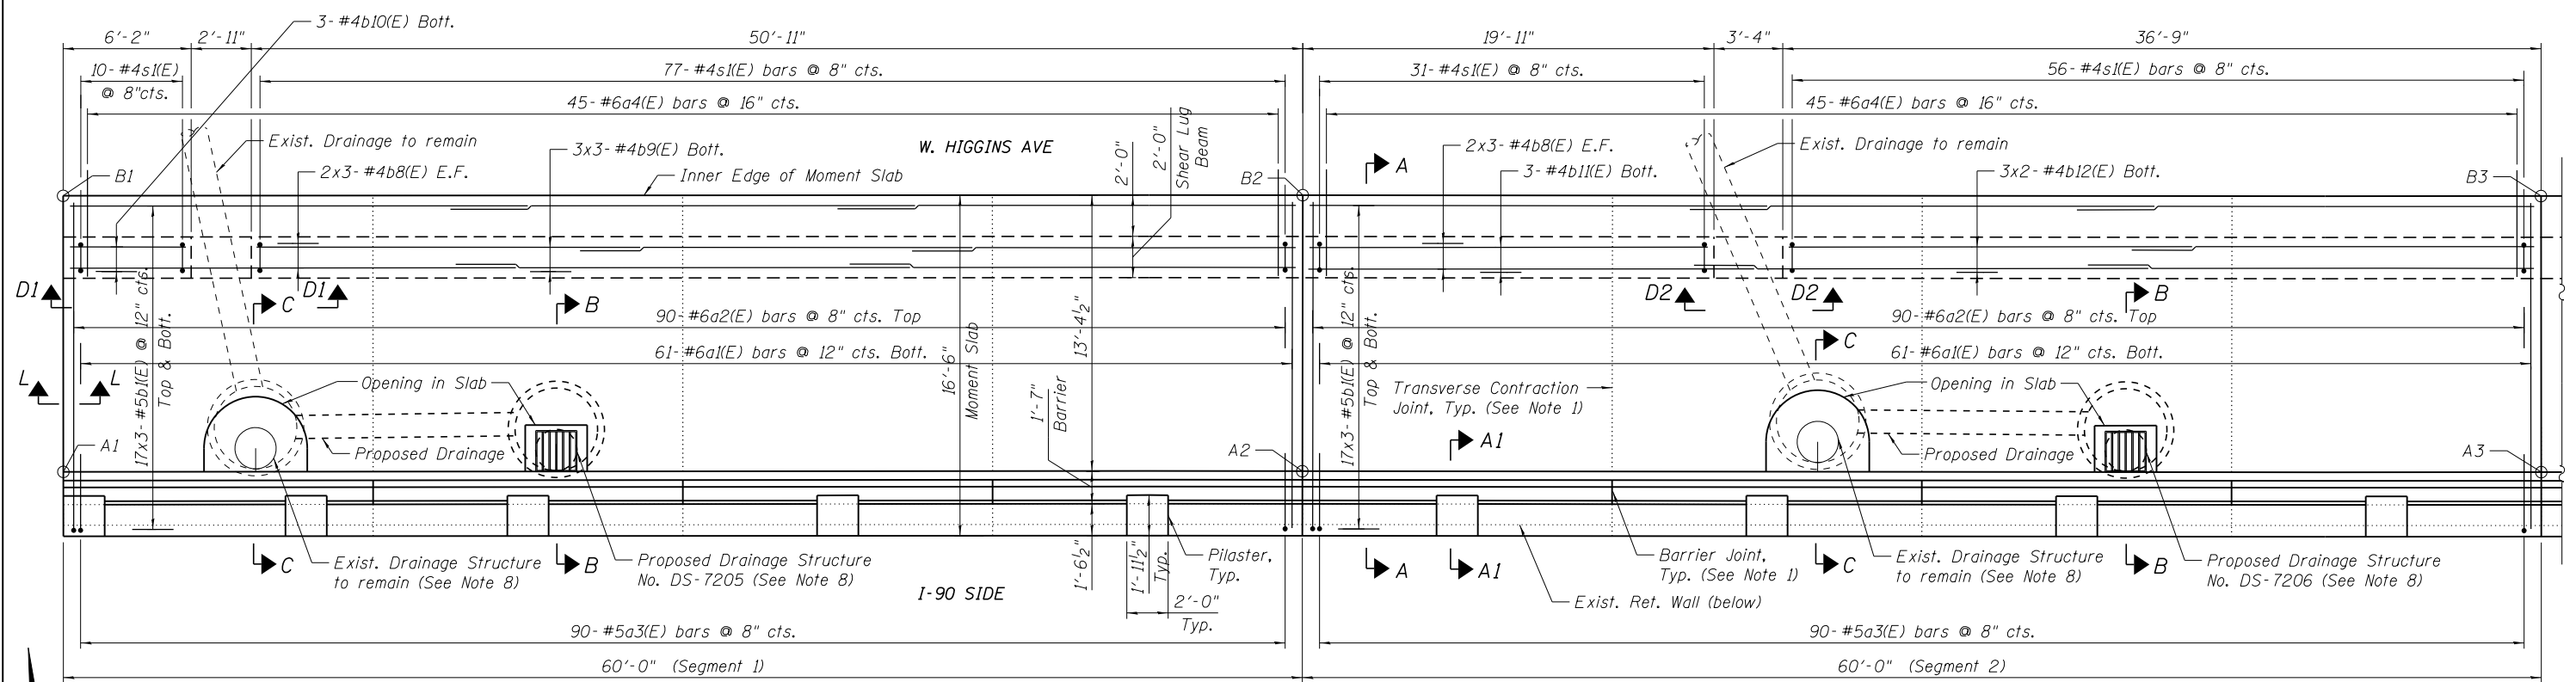 3-#4b10(E) Bott.
6'-2"
2'-11"
50'-11"
19'-11"
3'-4"
36'-9"
10-#4s1(E)
@ 8"cts.
77-#4s1(E) bars @ 8" cts.
31-#4s1(E) @ 8" cts.
56-#4s1(E) bars @ 8" cts.
45-#6a4(E) bars @ 16" cts.
45-#6a4(E) bars @ 16" cts.
Exist. Drainage to remain
3x3-#4b9(E) Bott.
W. HIGGINS AVE
2'-0"
2'-0"
Shear Lug
Beam
A
2x3-#4b8(E) E.F.
Exist. Drainage to remain
B1
2x3-#4b8(E) E.F.
Inner Edge of Moment Slab
B2
3-#4b11(E) Bott.
3x2-#4b12(E) Bott.
B3
D1
C
D1
B
D2
D2
B
17x3-#5b1(E) @ 12" cts.
Top & Bott.
90-#6a2(E) bars @ 8" cts. Top
16'-6"
Moment Slab
13'-4½"
17x3-#5b1(E) @ 12" cts.
Top & Bott.
90-#6a2(E) bars @ 8" cts. Top
C
61-#6a1(E) bars @ 12" cts. Bott.
61-#6a1(E) bars @ 12" cts. Bott.
L
L
Opening in Slab
1'-7"
Barrier
Transverse Contraction
Joint, Typ. (See Note 1)
Opening in Slab
A1
Proposed Drainage
A2
A1
Proposed Drainage
A3
C
Exist. Drainage Structure
to remain (See Note 8)
B
Proposed Drainage Structure
No. DS-7205 (See Note 8)
I-90 SIDE
1'-6½"
1'-11½"
Typ.
2'-0"
Typ.
Pilaster,
Typ.
A
A1
Exist. Ret. Wall (below)
Barrier Joint,
Typ. (See Note 1)
C
Exist. Drainage Structure
to remain (See Note 8)
B
Proposed Drainage Structure
No. DS-7206 (See Note 8)
90-#5a3(E) bars @ 8" cts.
90-#5a3(E) bars @ 8" cts.
60'-0" (Segment 1)
60'-0" (Segment 2)